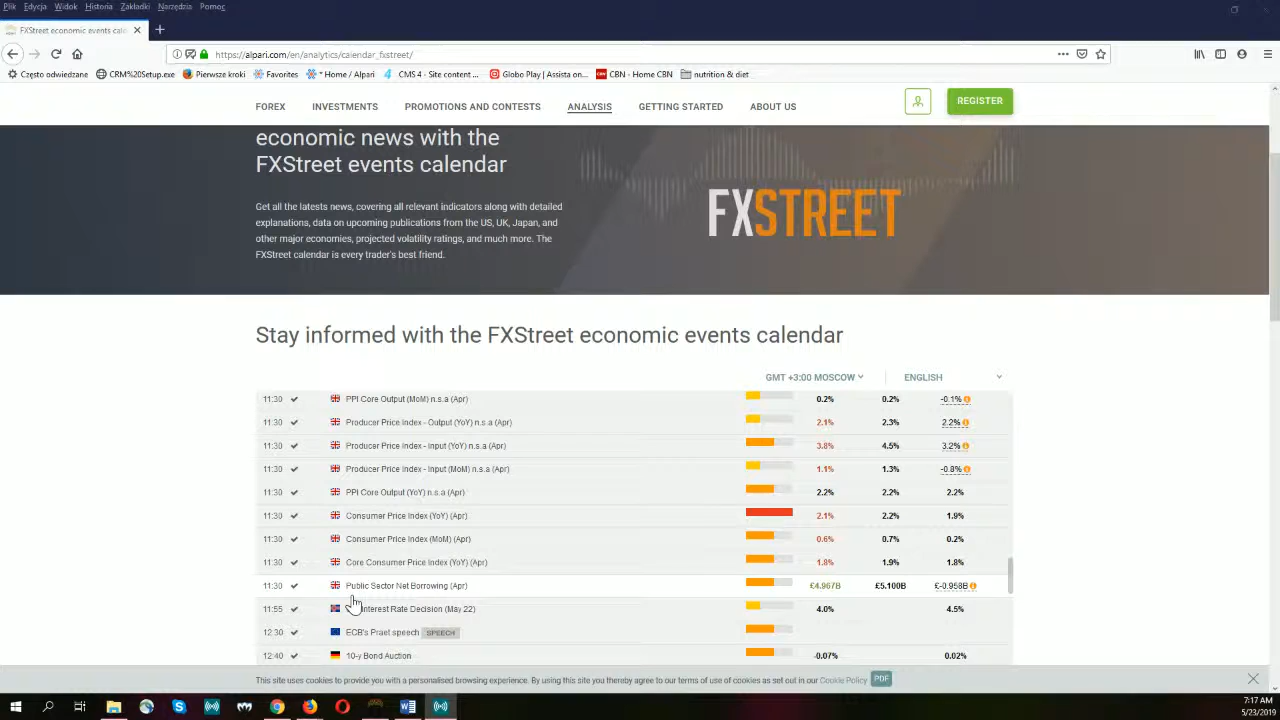 Plik Edycja Widok Historia Zakładki Narzędzia Pomoc
FXStreet economic events cale
https://alpari.com/en/analytics/calendar_fxstreet/
Często odwiedzane CRM%20Setup.exe Pierwsze kroki Favorites * Home / Alpari CMS 4 - Site content ... Globo Play | Assista on... CBN - Home CBN nutrition & diet
FOREX INVESTMENTS PROMOTIONS AND CONTESTS ANALYSIS GETTING STARTED ABOUT US REGISTER
economic news with the
FXStreet events calendar
Get all the latest news, covering all relevant indicators along with detailed
explanations, data on upcoming publications from the US, UK, Japan, and
other major economies, projected volatility ratings, and much more. The
FXStreet calendar is every trader's best friend.
FXSTREET
Stay informed with the FXStreet economic events calendar
GMT +3:00 MOSCOW ENGLISH
11:30 PPI Core Output (MoM) n.s.a (Apr) 0.2% 0.2% -0.1%
11:30 Producer Price Index - Output (YoY) n.s.a (Apr) 2.1% 2.3% 2.2%
11:30 Producer Price Index - Input (YoY) n.s.a (Apr) 3.8% 4.5% 3.2%
11:30 Producer Price Index - Input (MoM) n.s.a (Apr) 1.1% 1.3% -0.8%
11:30 PPI Core Output (YoY) n.s.a (Apr) 2.2% 2.2% 2.2%
11:30 Consumer Price Index (YoY) (Apr) 2.1% 2.2% 1.9%
11:30 Consumer Price Index (MoM) (Apr) 0.6% 0.7% 0.2%
11:30 Core Consumer Price Index (YoY) (Apr) 1.8% 1.9% 1.8%
11:30 Public Sector Net Borrowing (Apr) £4.967B £5.100B £-0.958B
11:55 Interest Rate Decision (May 22) 4.0% 4.5%
12:30 ECB's Praet speech SPEECH
12:40 10-y Bond Auction -0.07% 0.02%
This site uses cookies to provide you with a personalised browsing experience. By using this site you thereby agree to our terms of use of cookies as set out in our Cookie Policy PDF
7:17 AM
5/23/2019